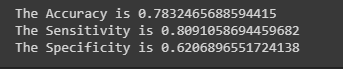 The Accuracy is 0.7832465688594415
The Sensitivity is 0.8091058694459682
The Specificity is 0.6206896551724138